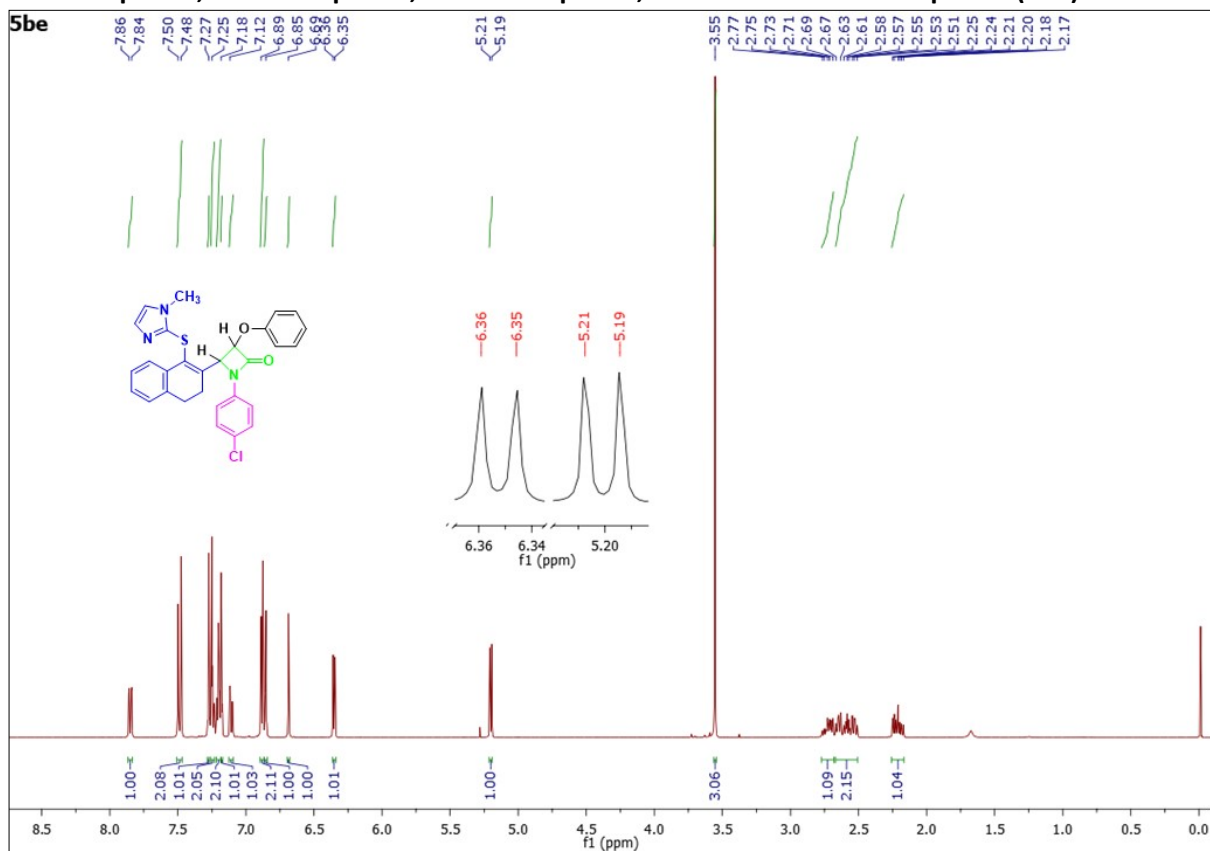 5be
7.86 7.84 7.50 7.48 7.27 7.25 7.18 7.12 6.89 6.85 6.69 6.36 6.35 5.21 5.19 3.55 2.77 2.75 2.73 2.71 2.69 2.67 2.63 2.61 2.58 2.57 2.55 2.53 2.51 2.25 2.24 2.21 2.20 2.18 2.17
N CH3
N
S
H H O
O
N
Cl
6.36 6.35 5.21 5.19
6.36 6.34 5.20
f1 (ppm)
1.00 2.08 1.01 2.05 2.10 1.01 1.03 2.11 1.00 1.00 1.01 1.00 3.06 1.09 2.15 1.04
8.5 8.0 7.5 7.0 6.5 6.0 5.5 5.0 4.5 4.0 3.5 3.0 2.5 2.0 1.5 1.0 0.5 0.0
f1 (ppm)